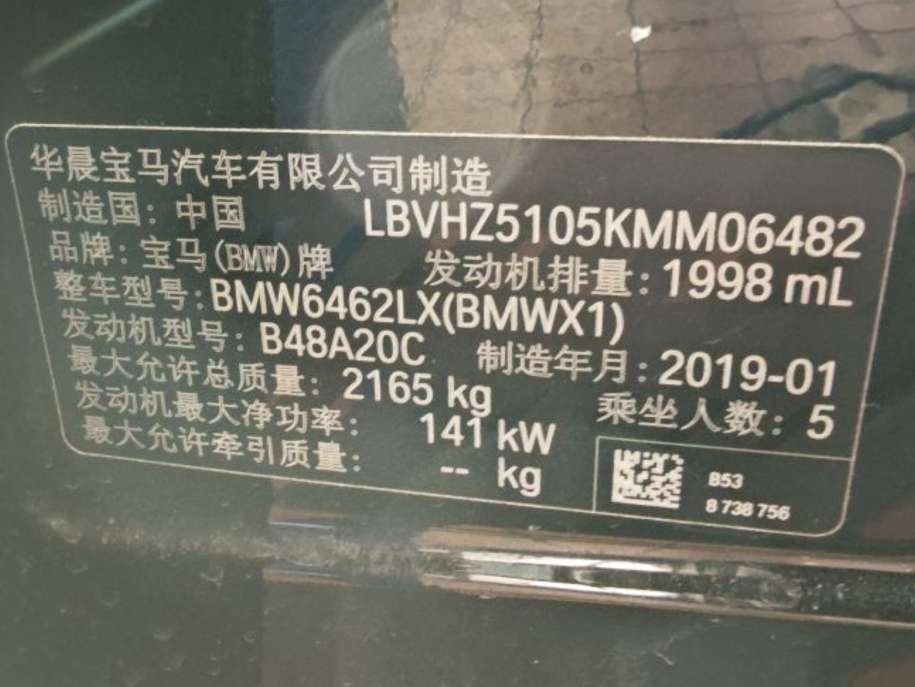 华晨宝马汽车有限公司制造
制造国：中国 LBVHZ5105KMM06482
品牌：宝马(BMW)牌 发动机排量：1998 mL
整车型号：BMW6462LX(BMWX1)
发动机型号：B48A20C 制造年月：2019-01
最大允许总质量：2165 kg 乘坐人数：5
发动机最大净功率：141 kW
最大允许牵引质量：-- kg
B53
8 738 756